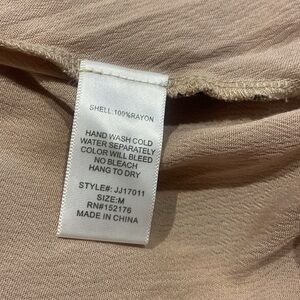 SHELL:100%RAYON
HAND WASH COLD
WATER SEPARATELY
COLOR WILL BLEED
NO BLEACH
HANG TO DRY
STYLE#: JJ17011
SIZE:M
RN#152176
MADE IN CHINA